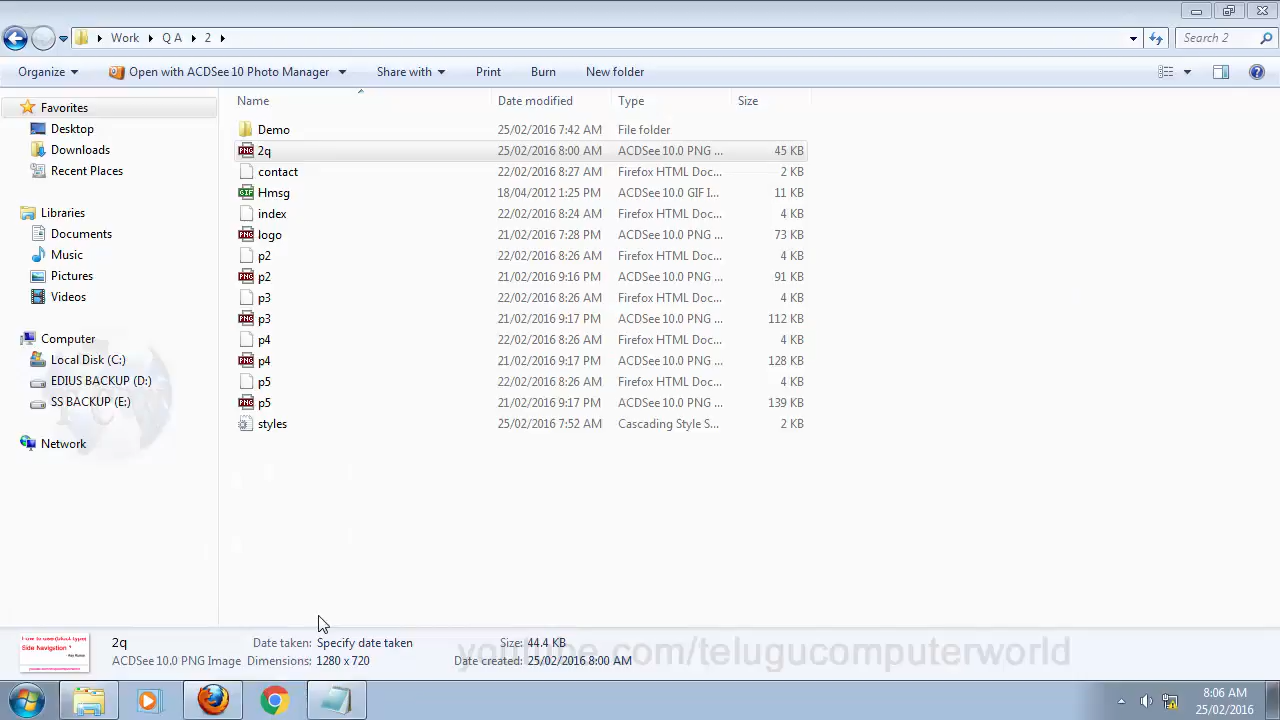 Work Q A 2
Search 2
Organize Open with ACDSee 10 Photo Manager Share with Print Burn New folder
Name Date modified Type Size
Favorites
Desktop
Downloads
Recent Places
Libraries
Documents
Music
Pictures
Videos
Computer
Local Disk (C:)
EDIUS BACKUP (D:)
SS BACKUP (E:)
Network
Demo 25/02/2016 7:42 AM File folder
2q 25/02/2016 8:00 AM ACDSee 10.0 PNG ... 45 KB
contact 22/02/2016 8:27 AM Firefox HTML Doc... 2 KB
Hmsg 18/04/2012 1:25 PM ACDSee 10.0 GIF I... 11 KB
index 22/02/2016 8:24 AM Firefox HTML Doc... 4 KB
logo 21/02/2016 7:28 PM ACDSee 10.0 PNG ... 73 KB
p2 22/02/2016 8:26 AM Firefox HTML Doc... 4 KB
p2 21/02/2016 9:16 PM ACDSee 10.0 PNG ... 91 KB
p3 22/02/2016 8:26 AM Firefox HTML Doc... 4 KB
p3 21/02/2016 9:17 PM ACDSee 10.0 PNG ... 112 KB
p4 22/02/2016 8:26 AM Firefox HTML Doc... 4 KB
p4 21/02/2016 9:17 PM ACDSee 10.0 PNG ... 128 KB
p5 22/02/2016 8:26 AM Firefox HTML Doc... 4 KB
p5 21/02/2016 9:17 PM ACDSee 10.0 PNG ... 139 KB
styles 25/02/2016 7:52 AM Cascading Style S... 2 KB
Side Navigation
2q Date taken: Specify date taken 44.4 KB
ACDSee 10.0 PNG Image 25/02/2016 8:00 AM
8:06 AM
25/02/2016